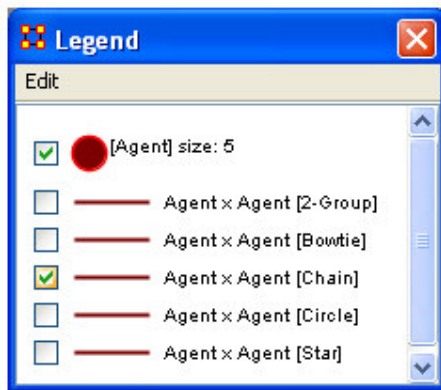 Legend
Edit
[Agent] size: 5
Agent x Agent [2-Group]
Agent x Agent [Bowtie]
Agent x Agent [Chain]
Agent x Agent [Circle]
Agent x Agent [Star]